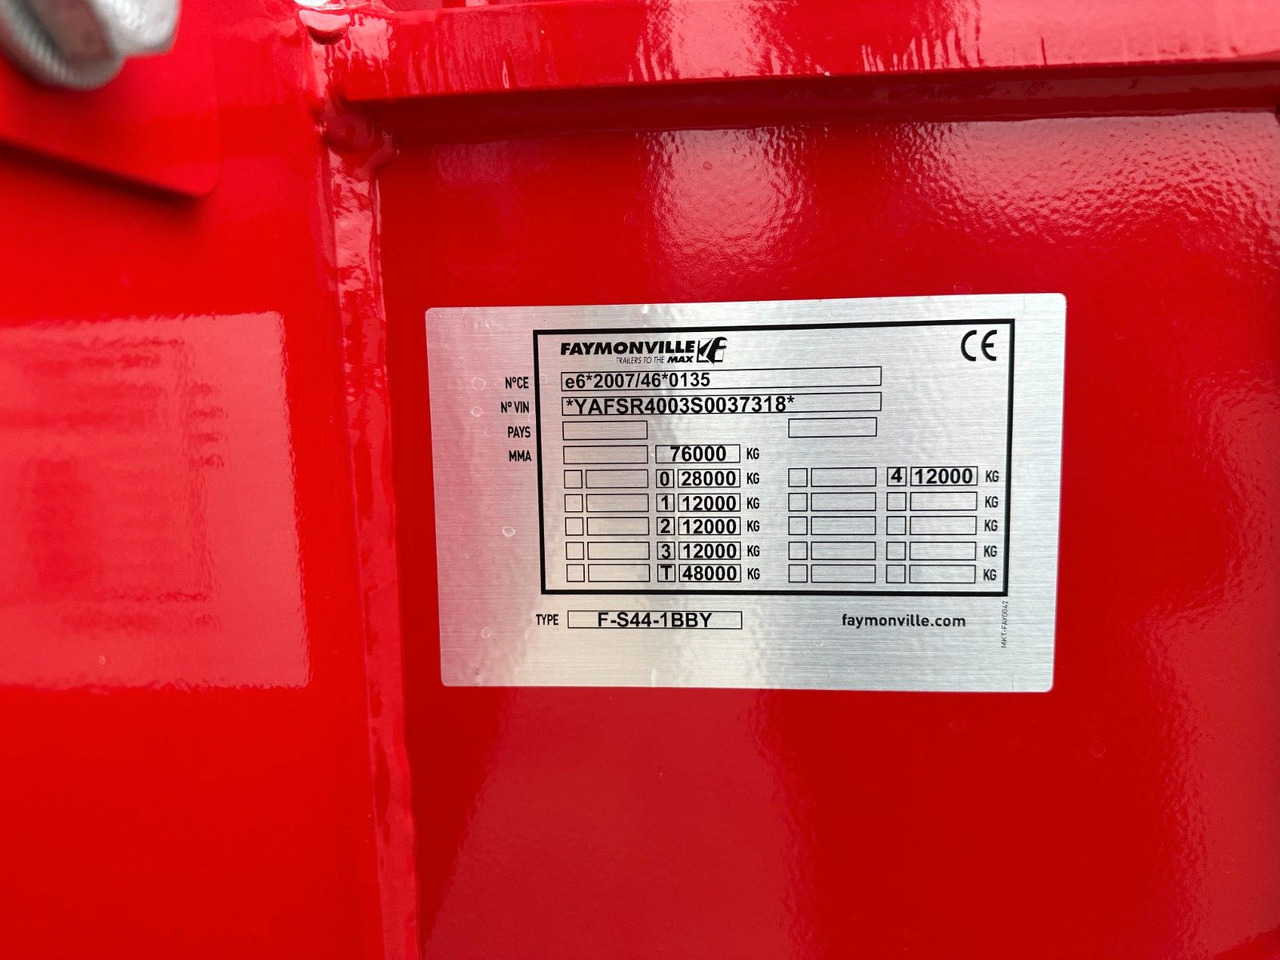 FAYMONVILLE
TRAILERS TO THE MAX
CE
N°CE e6*2007/46*0135
N° VIN *YAFSR4003S0037318*
PAYS
MMA 76000 KG
0 28000 KG 4 12000 KG
1 12000 KG KG
2 12000 KG KG
3 12000 KG KG
T 48000 KG KG
TYPE F-S44-1BBY faymonville.com
MKT-FAY0042